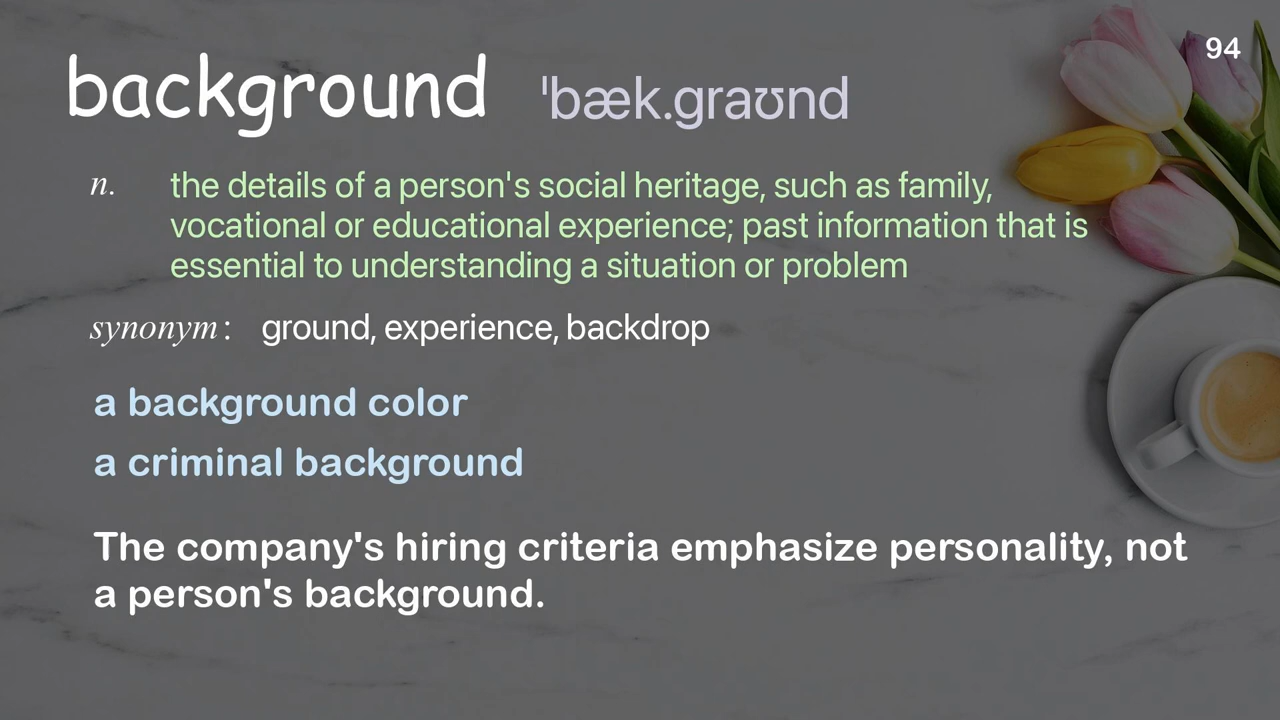 94
background ˈbæk.graʊnd
n. the details of a person's social heritage, such as family,
vocational or educational experience; past information that is
essential to understanding a situation or problem
synonym: ground, experience, backdrop
a background color
a criminal background
The company's hiring criteria emphasize personality, not
a person's background.